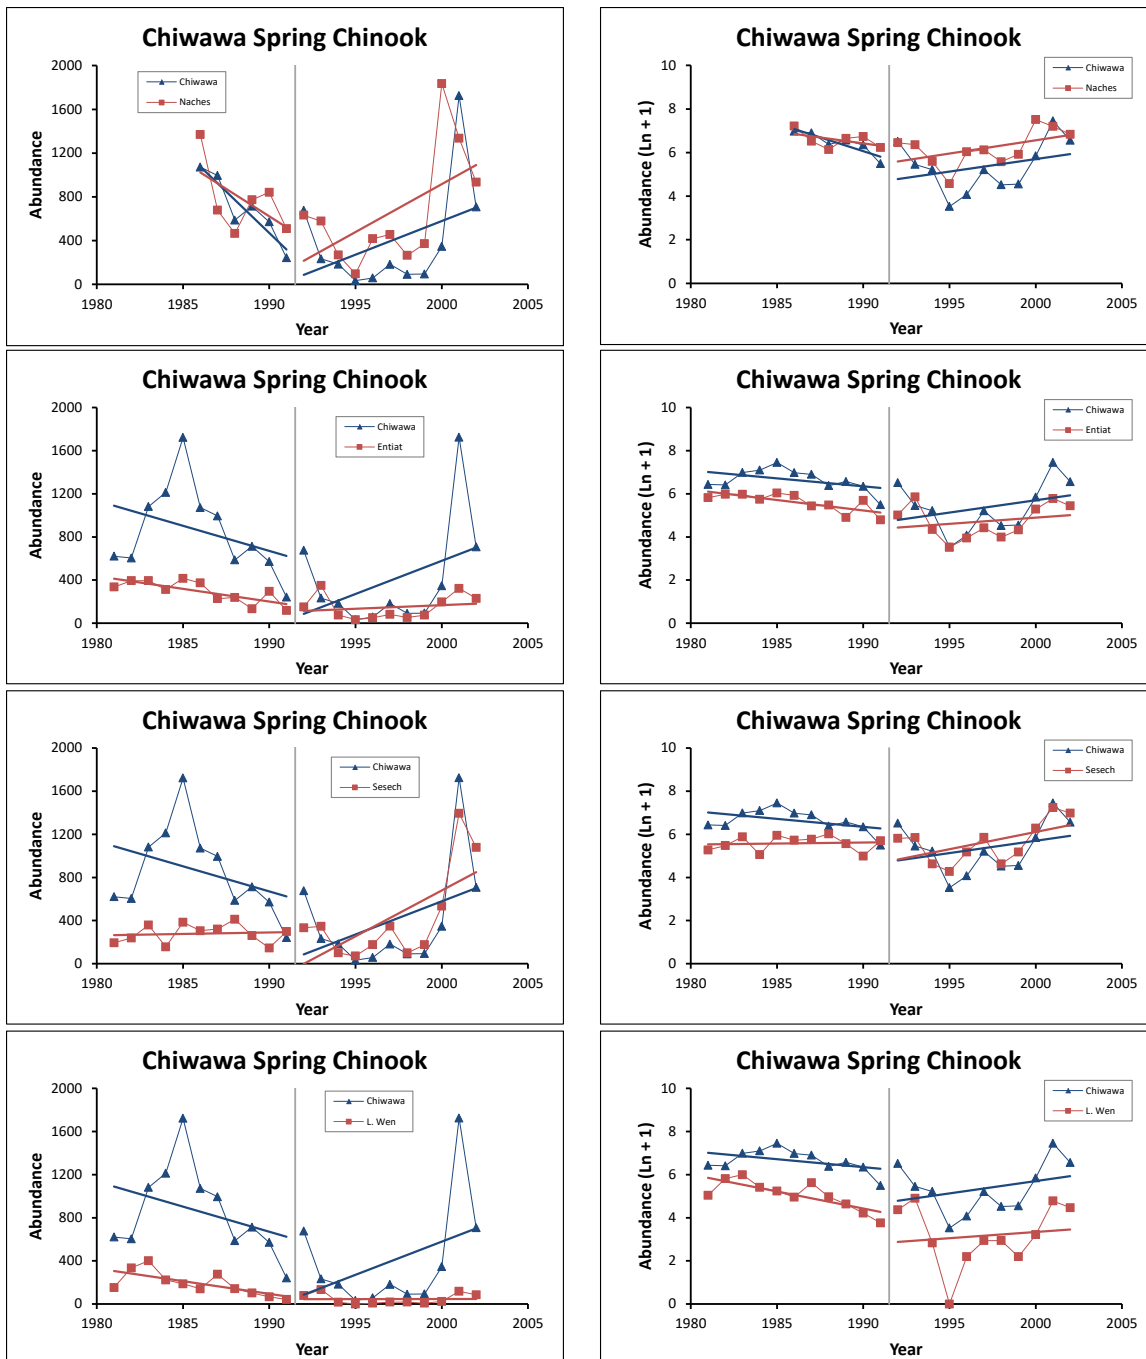 Chiwawa Spring Chinook
Abundance
2000
1600
1200
800
400
0
Chiwawa
Naches
1980 1985 1990 1995 2000 2005
Year
Chiwawa Spring Chinook
Abundance (Ln + 1)
10
8
6
4
2
0
Chiwawa
Naches
1980 1985 1990 1995 2000 2005
Year
Chiwawa Spring Chinook
Abundance
2000
1600
1200
800
400
0
Chiwawa
Entiat
1980 1985 1990 1995 2000 2005
Year
Chiwawa Spring Chinook
Abundance (Ln + 1)
10
8
6
4
2
0
Chiwawa
Entiat
1980 1985 1990 1995 2000 2005
Year
Chiwawa Spring Chinook
Abundance
2000
1600
1200
800
400
0
Chiwawa
Sesech
1980 1985 1990 1995 2000 2005
Year
Chiwawa Spring Chinook
Abundance (Ln + 1)
10
8
6
4
2
0
Chiwawa
Sesech
1980 1985 1990 1995 2000 2005
Year
Chiwawa Spring Chinook
Abundance
2000
1600
1200
800
400
0
Chiwawa
L. Wen
1980 1985 1990 1995 2000 2005
Year
Chiwawa Spring Chinook
Abundance (Ln + 1)
10
8
6
4
2
0
Chiwawa
L. Wen
1980 1985 1990 1995 2000 2005
Year